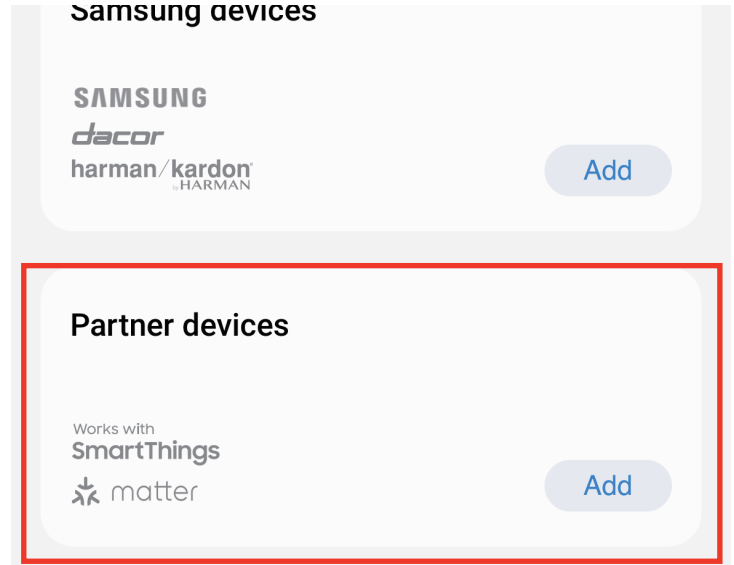 Samsung devices
SAMSUNG
dacor
harman/kardon
by HARMAN
Add
Partner devices
Works with
SmartThings
matter
Add